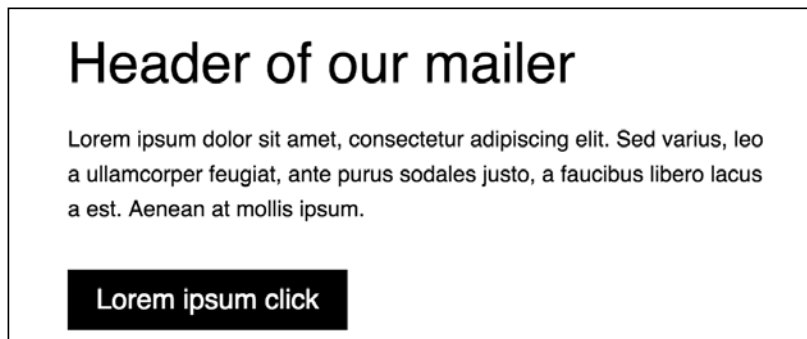 Header of our mailer
Lorem ipsum dolor sit amet, consectetur adipiscing elit. Sed varius, leo
a ullamcorper feugiat, ante purus sodales justo, a faucibus libero lacus
a est. Aenean at mollis ipsum.
Lorem ipsum click